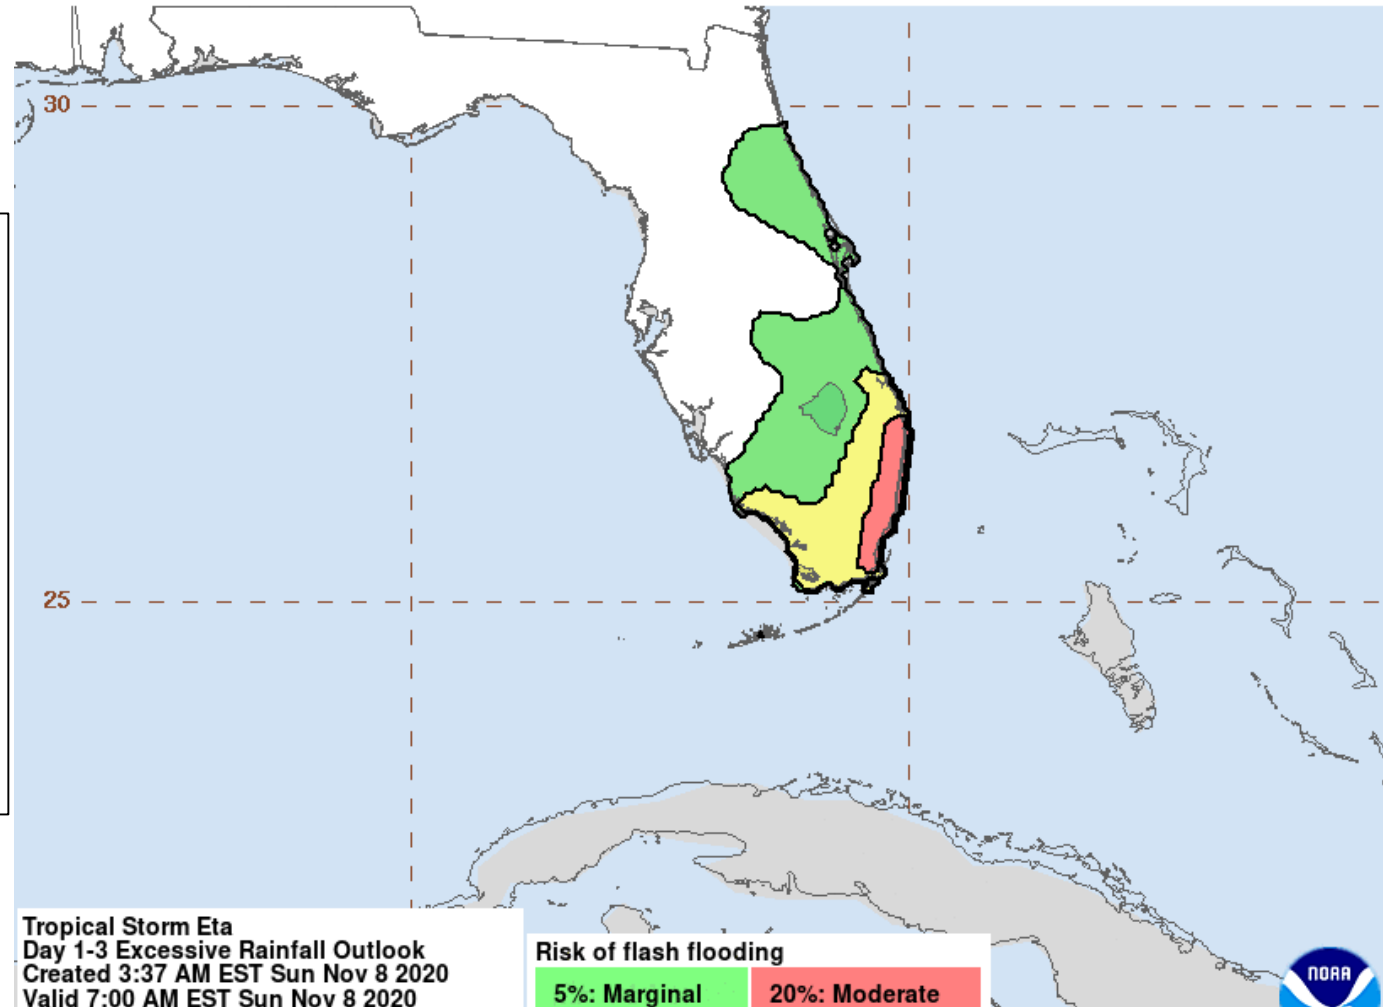 30
25
Tropical Storm Eta
Day 1-3 Excessive Rainfall Outlook
Created 3:37 AM EST Sun Nov 8 2020
Valid 7:00 AM EST Sun Nov 8 2020
Risk of flash flooding
5%: Marginal
20%: Moderate
NOAA